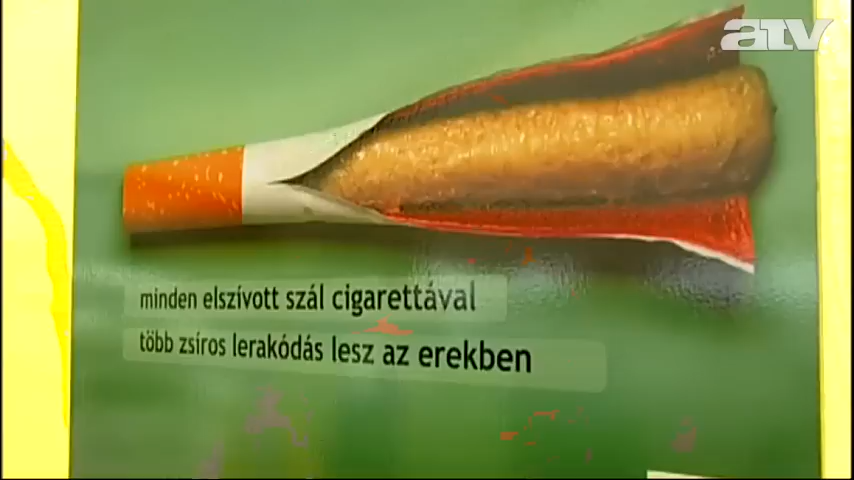 atv
minden elszívott szál cigarettával
több zsíros lerakódás lesz az erekben